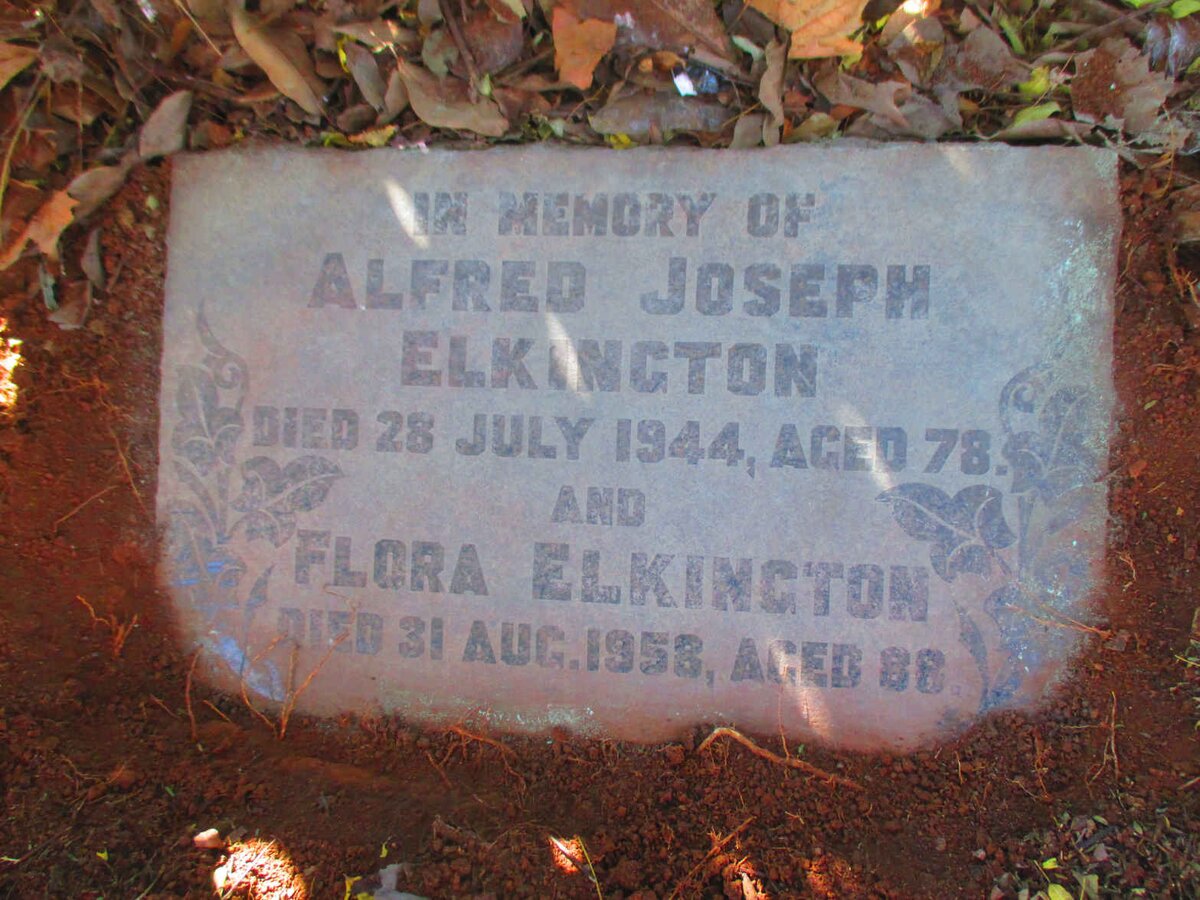 IN MEMORY OF
ALFRED JOSEPH
ELKINGTON
DIED 28 JULY 1944, AGED 78.
AND
FLORA ELKINGTON
DIED 31 AUG. 1958, AGED 88.